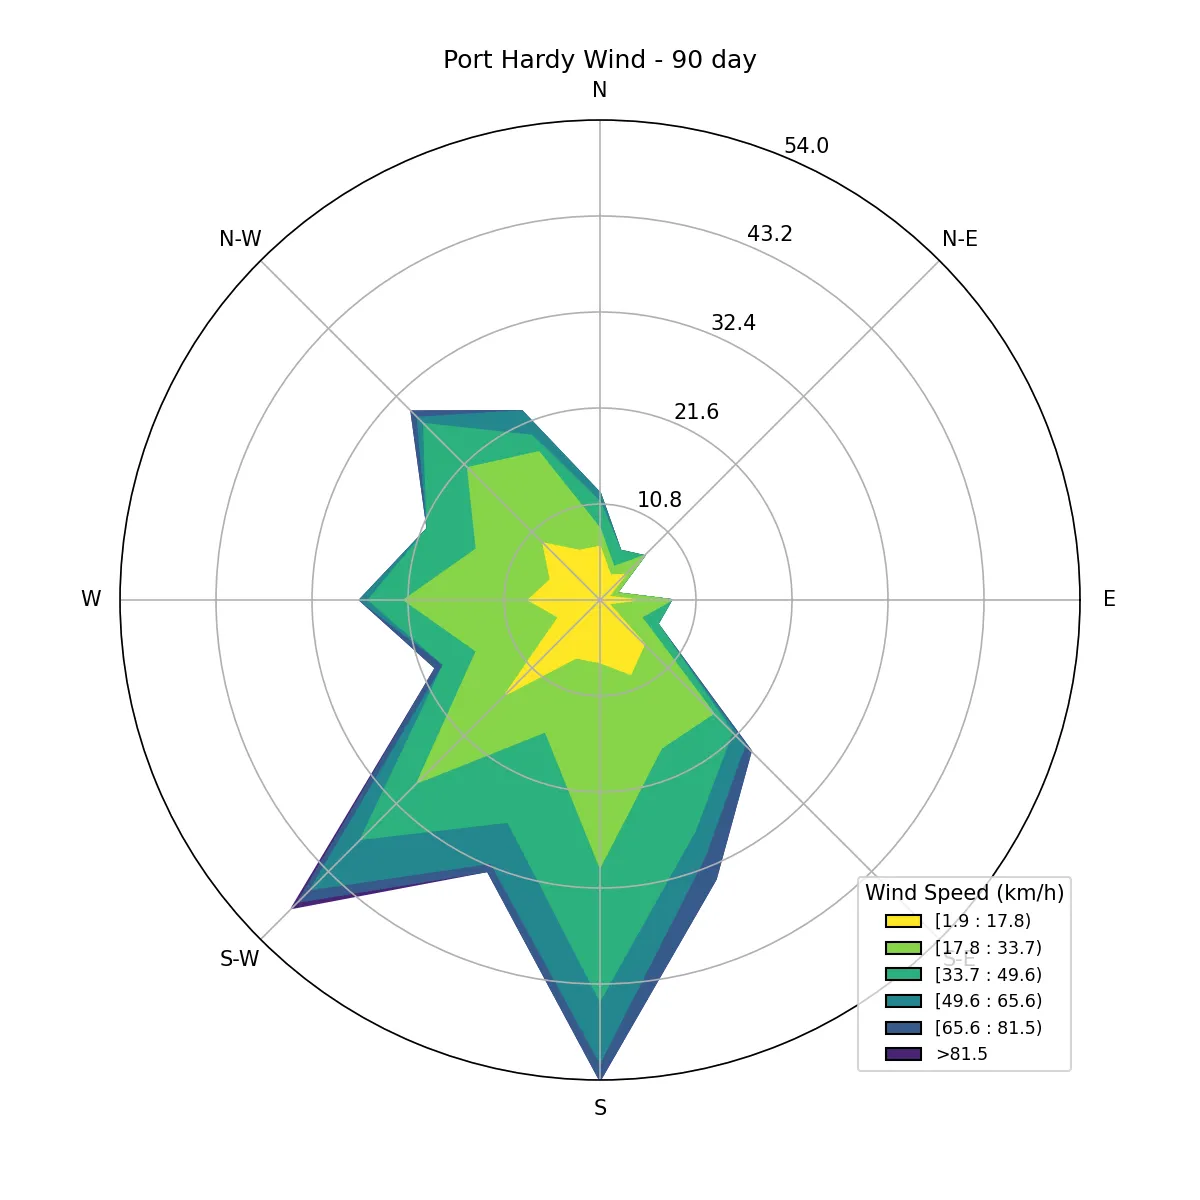 Port Hardy Wind - 90 day
N
54.0
N-W
43.2
N-E
32.4
21.6
10.8
W
E
Wind Speed (km/h)
[1.9 : 17.8)
[17.8 : 33.7)
S-W
S-E
[33.7 : 49.6)
[49.6 : 65.6)
[65.6 : 81.5)
>81.5
S